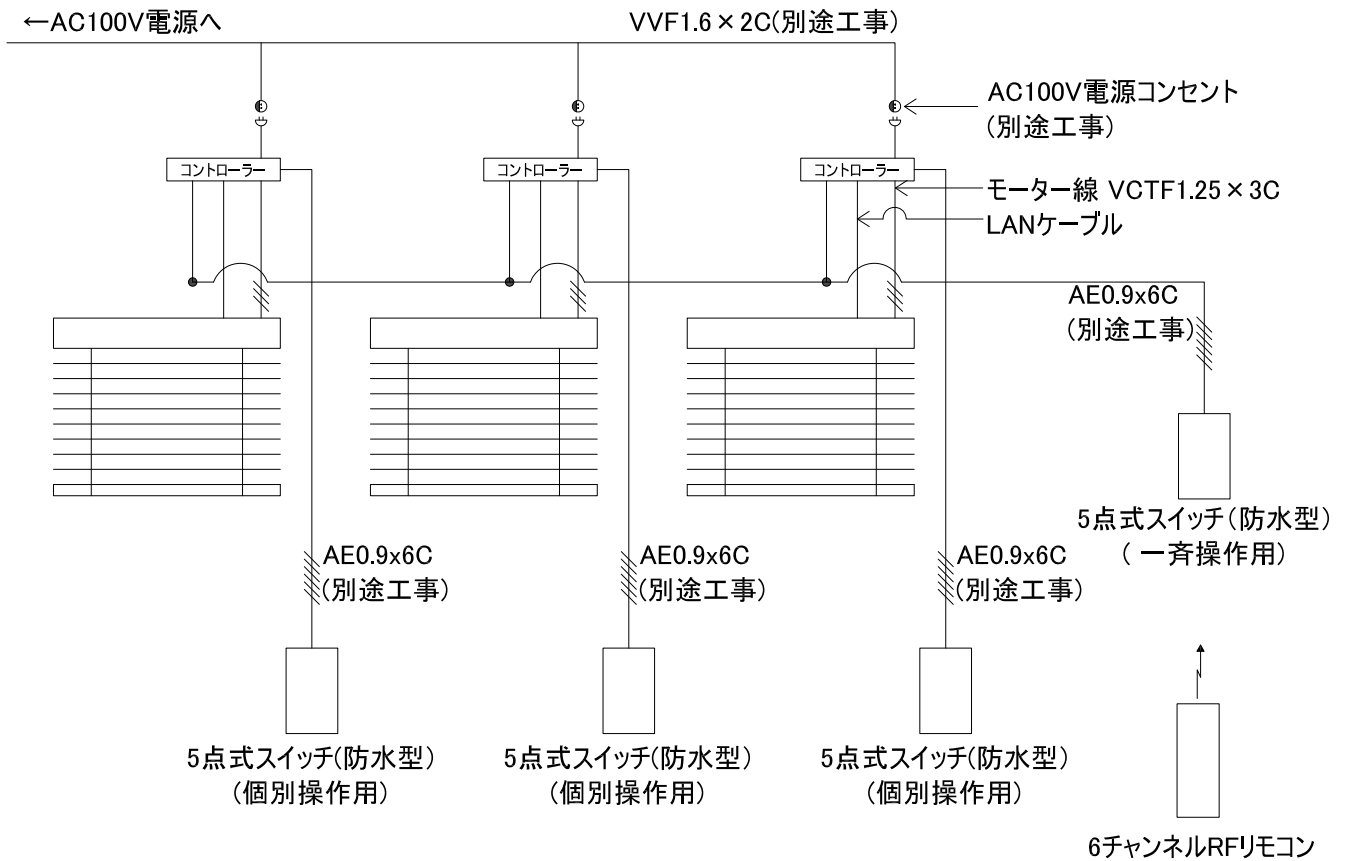 ←AC100V電源へ
VVF1.6×2C(別途工事)
AC100V電源コンセント
(別途工事)
コントローラー
コントローラー
コントローラー
モーター線 VCTF1.25×3C
LANケーブル
AE0.9x6C
(別途工事)
5点式スイッチ(防水型)
( 一斉操作用)
AE0.9x6C
(別途工事)
AE0.9x6C
(別途工事)
AE0.9x6C
(別途工事)
5点式スイッチ(防水型)
(個別操作用)
5点式スイッチ(防水型)
(個別操作用)
5点式スイッチ(防水型)
(個別操作用)
6チャンネルRFリモコン